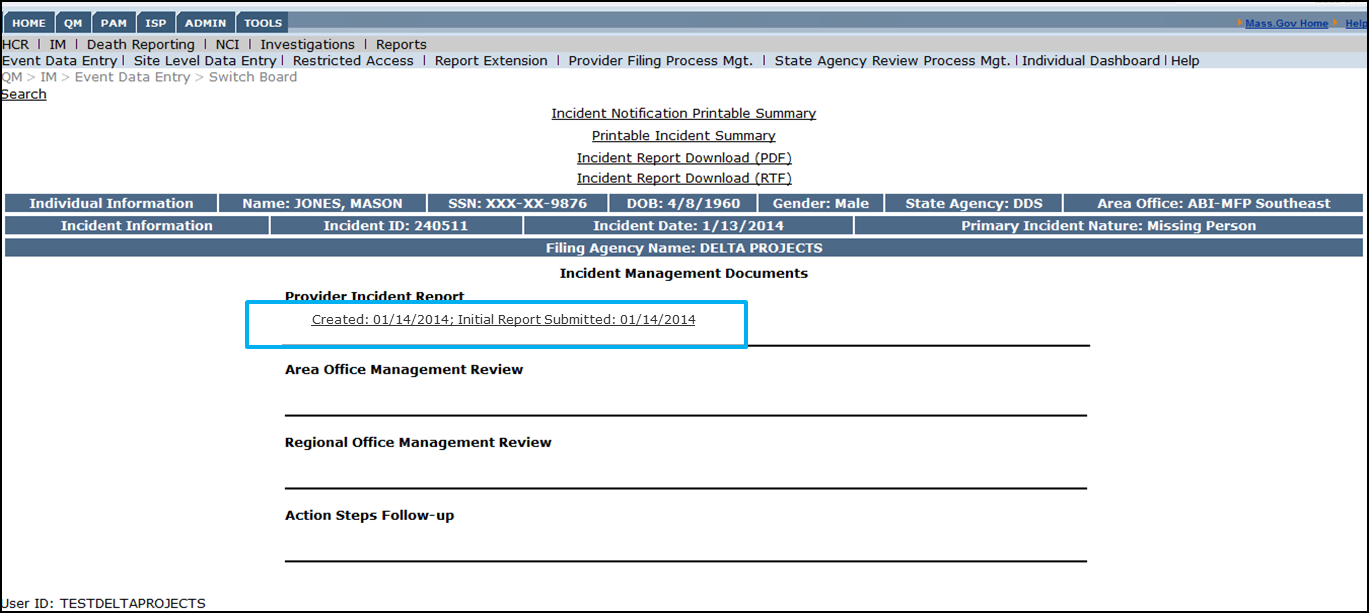 HOME QM PAM ISP ADMIN TOOLS Mass.Gov Home Help
HCR | IM | Death Reporting | NCI | Investigations | Reports
Event Data Entry | Site Level Data Entry | Restricted Access | Report Extension | Provider Filing Process Mgt. | State Agency Review Process Mgt. | Individual Dashboard | Help
QM > IM > Event Data Entry > Switch Board
Search
Incident Notification Printable Summary
Printable Incident Summary
Incident Report Download (PDF)
Incident Report Download (RTF)
Individual Information Name: JONES, MASON SSN: XXX-XX-9876 DOB: 4/8/1960 Gender: Male State Agency: DDS Area Office: ABI-MFP Southeast
Incident Information Incident ID: 240511 Incident Date: 1/13/2014 Primary Incident Nature: Missing Person
Filing Agency Name: DELTA PROJECTS
Incident Management Documents
Provider Incident Report
Created: 01/14/2014; Initial Report Submitted: 01/14/2014
Area Office Management Review
Regional Office Management Review
Action Steps Follow-up
User ID: TESTDELTAPROJECTS